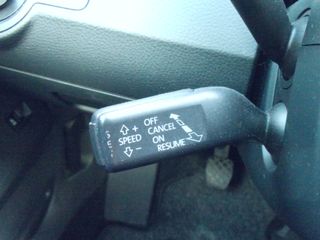 OFF
+ CANCEL
SPEED ON
- RESUME